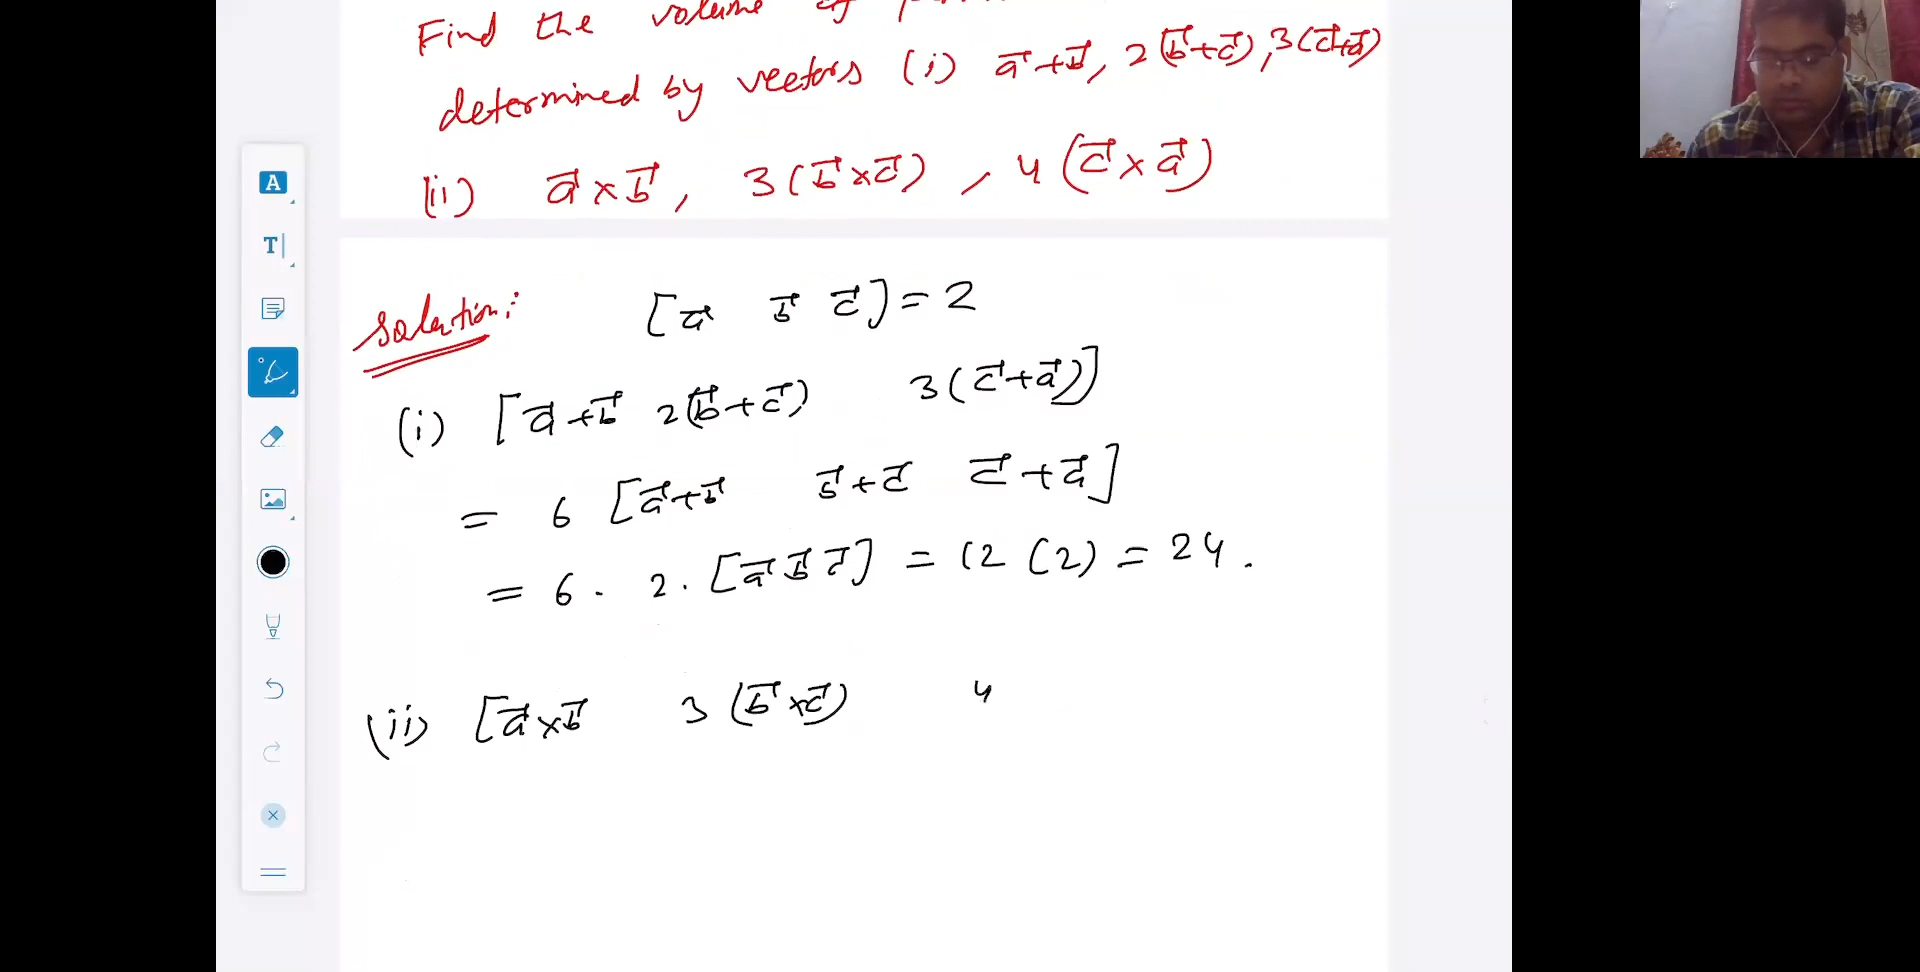 Find the volume of
determined by vectors (i) a⃗+b⃗, 2(b⃗+c⃗), 3(c⃗+a⃗)
(ii) a⃗×b⃗, 3(b⃗×c⃗), 4(c⃗×a⃗)
Solution: [a⃗ b⃗ c⃗]=2
(i) [a⃗+b⃗ 2(b⃗+c⃗) 3(c⃗+a⃗)]
= 6 [a⃗+b⃗ b⃗+c⃗ c⃗+a⃗]
= 6 . 2. [a⃗ b⃗ c⃗] = 12 (2) = 24.
(ii) [a⃗×b⃗ 3(b⃗×c⃗) 4
A
T